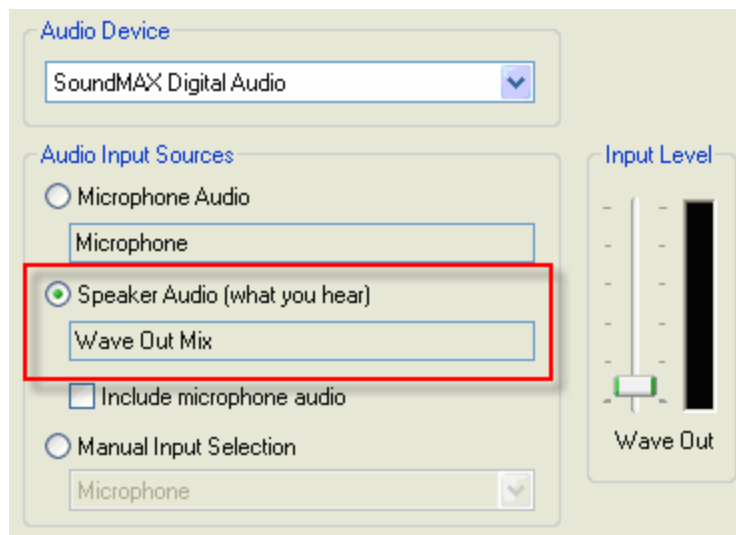 Audio Device
SoundMAX Digital Audio
Audio Input Sources
Microphone Audio
Microphone
Speaker Audio (what you hear)
Wave Out Mix
Include microphone audio
Manual Input Selection
Microphone
Input Level
Wave Out